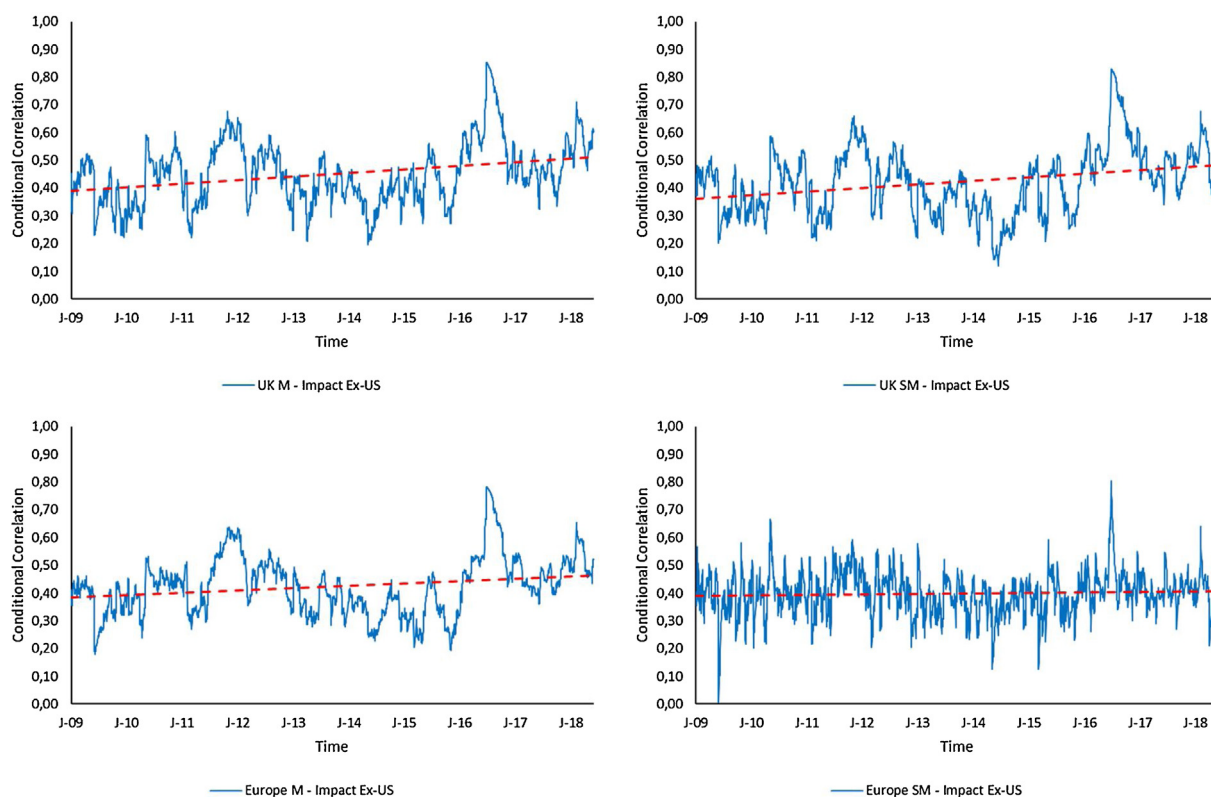 1,00
0,90
0,80
0,70
0,60
0,50
0,40
0,30
0,20
0,10
0,00
Conditional Correlation
J-09 J-10 J-11 J-12 J-13 J-14 J-15 J-16 J-17 J-18
Time
UK M - Impact Ex-US
1,00
0,90
0,80
0,70
0,60
0,50
0,40
0,30
0,20
0,10
0,00
Conditional Correlation
J-09 J-10 J-11 J-12 J-13 J-14 J-15 J-16 J-17 J-18
Time
UK SM - Impact Ex-US
1,00
0,90
0,80
0,70
0,60
0,50
0,40
0,30
0,20
0,10
0,00
Conditional Correlation
J-09 J-10 J-11 J-12 J-13 J-14 J-15 J-16 J-17 J-18
Time
Europe M - Impact Ex-US
1,00
0,90
0,80
0,70
0,60
0,50
0,40
0,30
0,20
0,10
0,00
Conditional Correlation
J-09 J-10 J-11 J-12 J-13 J-14 J-15 J-16 J-17 J-18
Time
Europe SM - Impact Ex-US